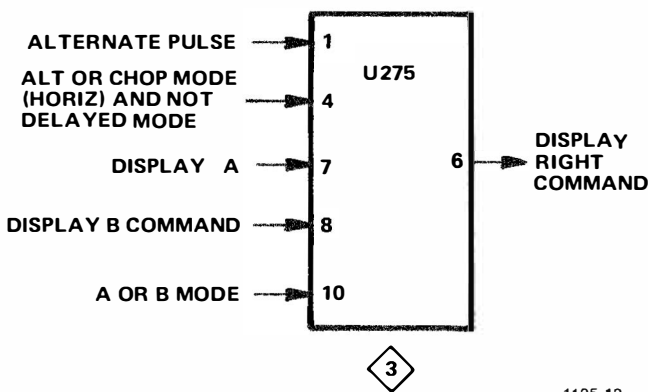 ALTERNATE PULSE
1
U275
ALT OR CHOP MODE
(HORIZ) AND NOT
DELAYED MODE
4
DISPLAY A
7
6
DISPLAY
RIGHT
COMMAND
DISPLAY B COMMAND
8
A OR B MODE
10
3